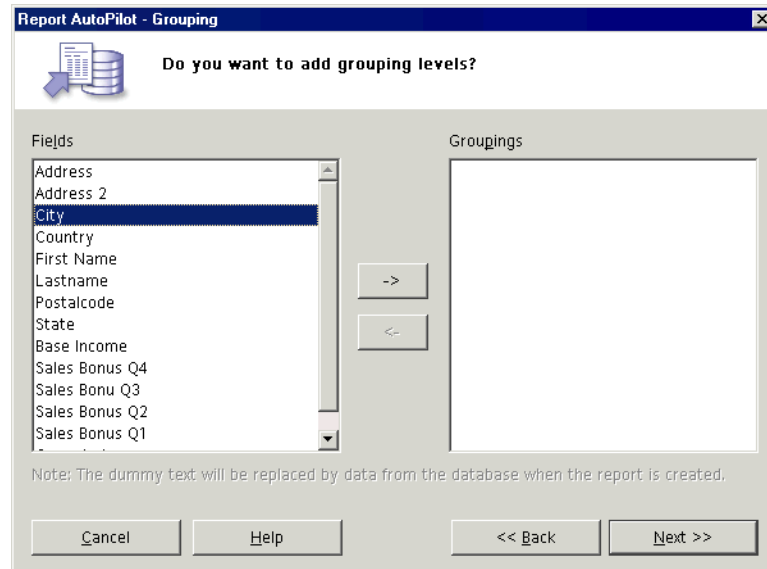 Report AutoPilot - Grouping
Do you want to add grouping levels?
Fields
Groupings
Address
Address 2
City
Country
First Name
Lastname
Postalcode
State
Base Income
Sales Bonus Q4
Sales Bonu Q3
Sales Bonus Q2
Sales Bonus Q1
->
<-
Note: The dummy text will be replaced by data from the database when the report is created.
Cancel
Help
<< Back
Next >>